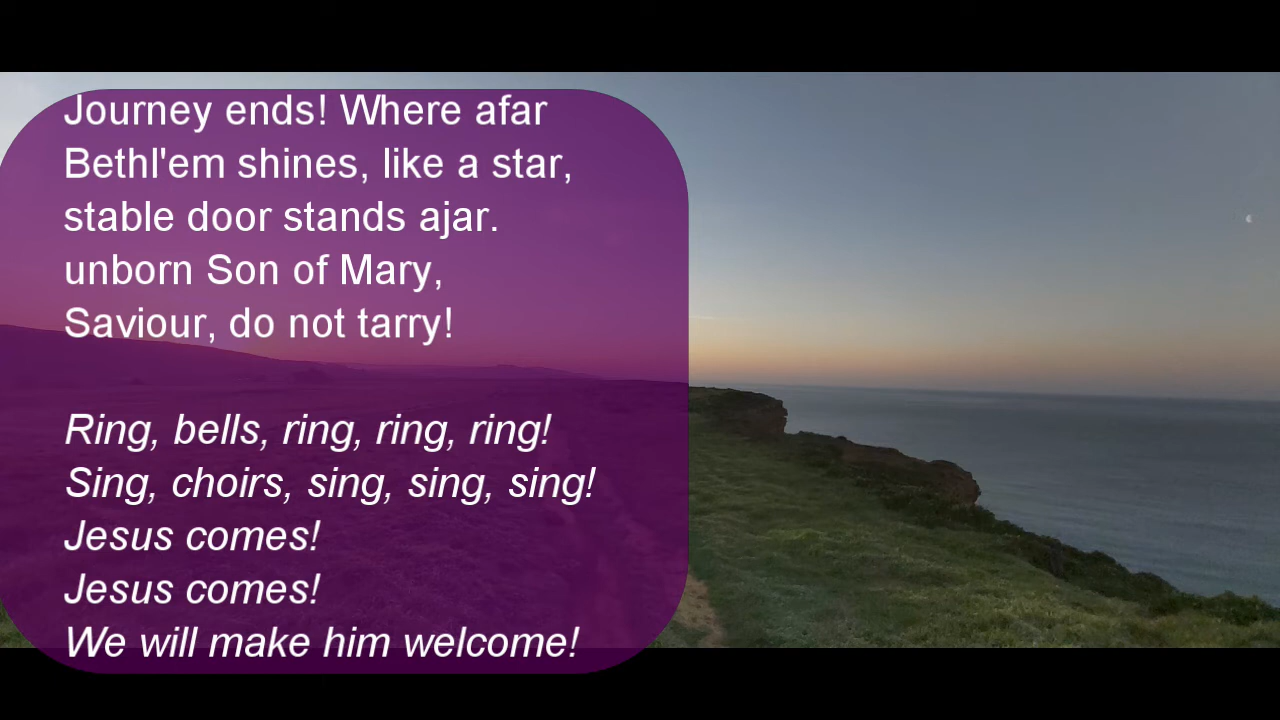 Journey ends! Where afar
Bethl'em shines, like a star,
stable door stands ajar.
unborn Son of Mary,
Saviour, do not tarry!
Ring, bells, ring, ring, ring!
Sing, choirs, sing, sing, sing!
Jesus comes!
Jesus comes!
We will make him welcome!